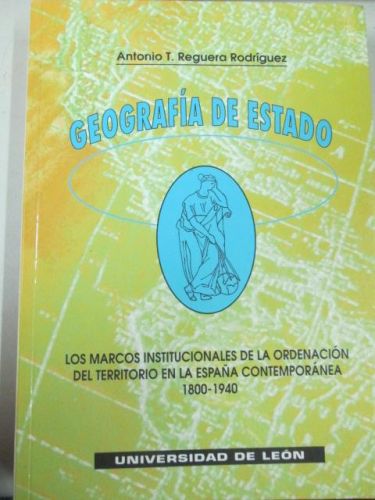 Antonio T. Reguera Rodríguez
GEOGRAFÍA DE ESTADO
LOS MARCOS INSTITUCIONALES DE LA ORDENACIÓN
DEL TERRITORIO EN LA ESPAÑA CONTEMPORÁNEA
1800-1940
UNIVERSIDAD DE LEÓN